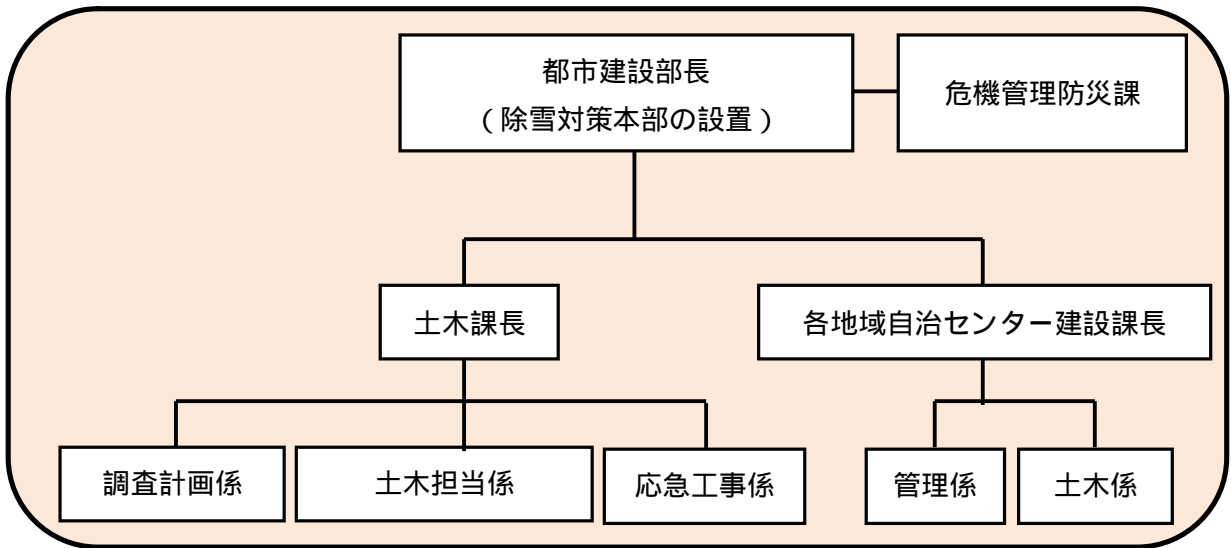 都市建設部長
（除雪対策本部の設置）
危機管理防災課
土木課長
各地域自治センター建設課長
調査計画係
土木担当係
応急工事係
管理係
土木係